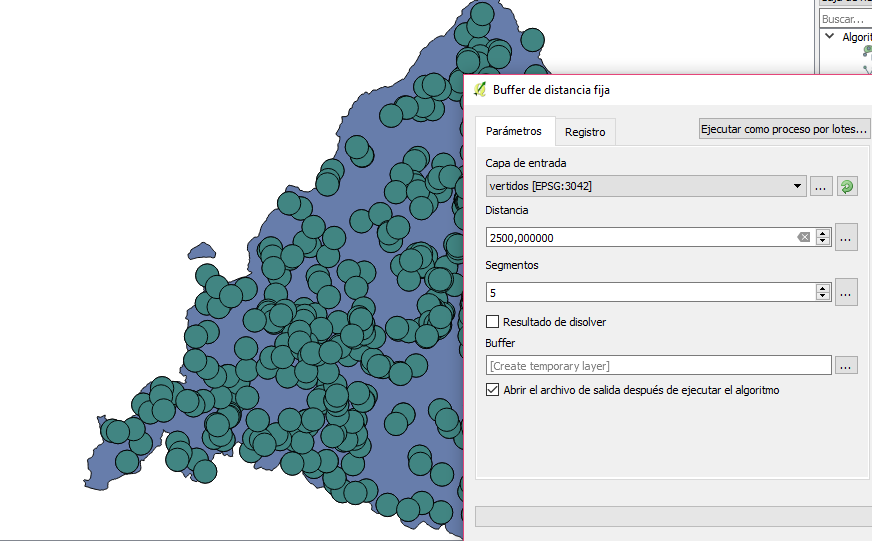 Buscar...
Algorit
Buffer de distancia fija
Parámetros
Registro
Ejecutar como proceso por lotes...
Capa de entrada
vertidos [EPSG:3042]
...
Distancia
2500,000000
...
Segmentos
5
...
Resultado de disolver
Buffer
[Create temporary layer]
...
Abrir el archivo de salida después de ejecutar el algoritmo